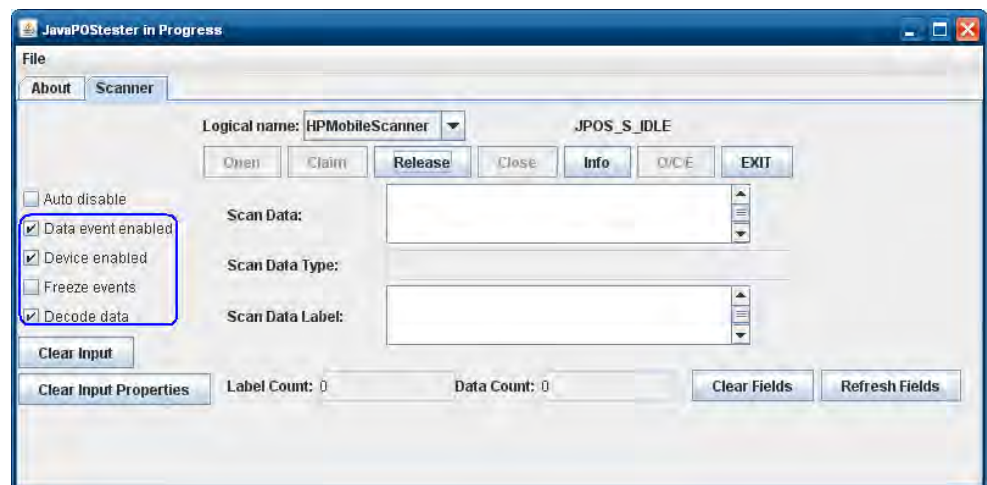 JavaPOStester in Progress
File
About Scanner
Logical name: HPMobileScanner JPOS_S_IDLE
Open Claim Release Close Info O/C/E EXIT
Auto disable
Scan Data:
Data event enabled
Device enabled
Scan Data Type:
Freeze events
Decode data
Scan Data Label:
Clear Input
Clear Input Properties Label Count: 0 Data Count: 0 Clear Fields Refresh Fields